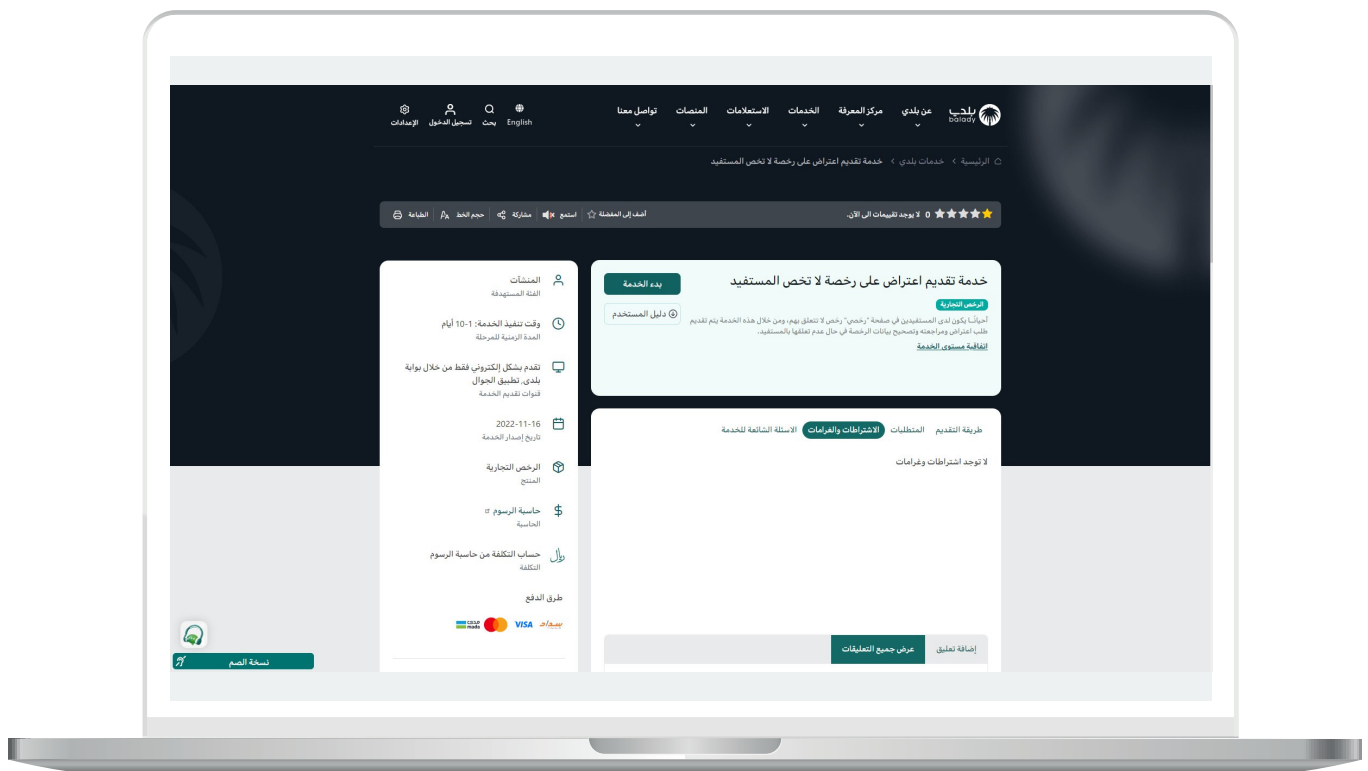 بلدي
balady
عن بلدي
مركز المعرفة
الخدمات
الاستعلامات
المنصات
تواصل معنا
English
بحث
تسجيل الدخول
الإعدادات
الرئيسية › خدمات بلدي › خدمة تقديم اعتراض على رخصة لا تخص المستفيد
0 لا يوجد تقييمات الى الآن.
أضف إلى المفضلة
استمع
مشاركة
حجم الخط
الطباعة
خدمة تقديم اعتراض على رخصة لا تخص المستفيد
بدء الخدمة
الرخص التجارية
دليل المستخدم
أحيانًا يكون لدى المستفيدين في صفحة "رخصي" رخص لا تتعلق بهم، ومن خلال هذه الخدمة يتم تقديم
طلب اعتراض ومراجعته وتصحيح بيانات الرخصة في حال عدم تعلقها بالمستفيد.
اتفاقية مستوى الخدمة
طريقة التقديم
المتطلبات
الاشتراطات والغرامات
الاسئلة الشائعة للخدمة
لا توجد اشتراطات وغرامات
إضافة تعليق
عرض جميع التعليقات
المنشآت
الفئة المستهدفة
وقت تنفيذ الخدمة: 1-10 أيام
المدة الزمنية للمرحلة
تقدم بشكل إلكتروني فقط من خلال بوابة
بلدي, تطبيق الجوال
قنوات تقديم الخدمة
2022-11-16
تاريخ إصدار الخدمة
الرخص التجارية
المنتج
حاسبة الرسوم
الحاسبة
حساب التكلفة من حاسبة الرسوم
التكلفة
طرق الدفع
سداد
VISA
مدى
mada
نسخة الصم